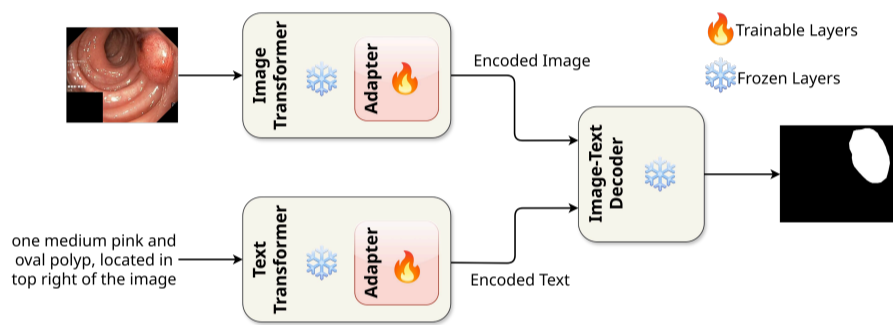 Image
Transformer
Adapter
Encoded Image
Trainable Layers
Frozen Layers
Image-Text
Decoder
one medium pink and
oval polyp, located in
top right of the image
Text
Transformer
Adapter
Encoded Text